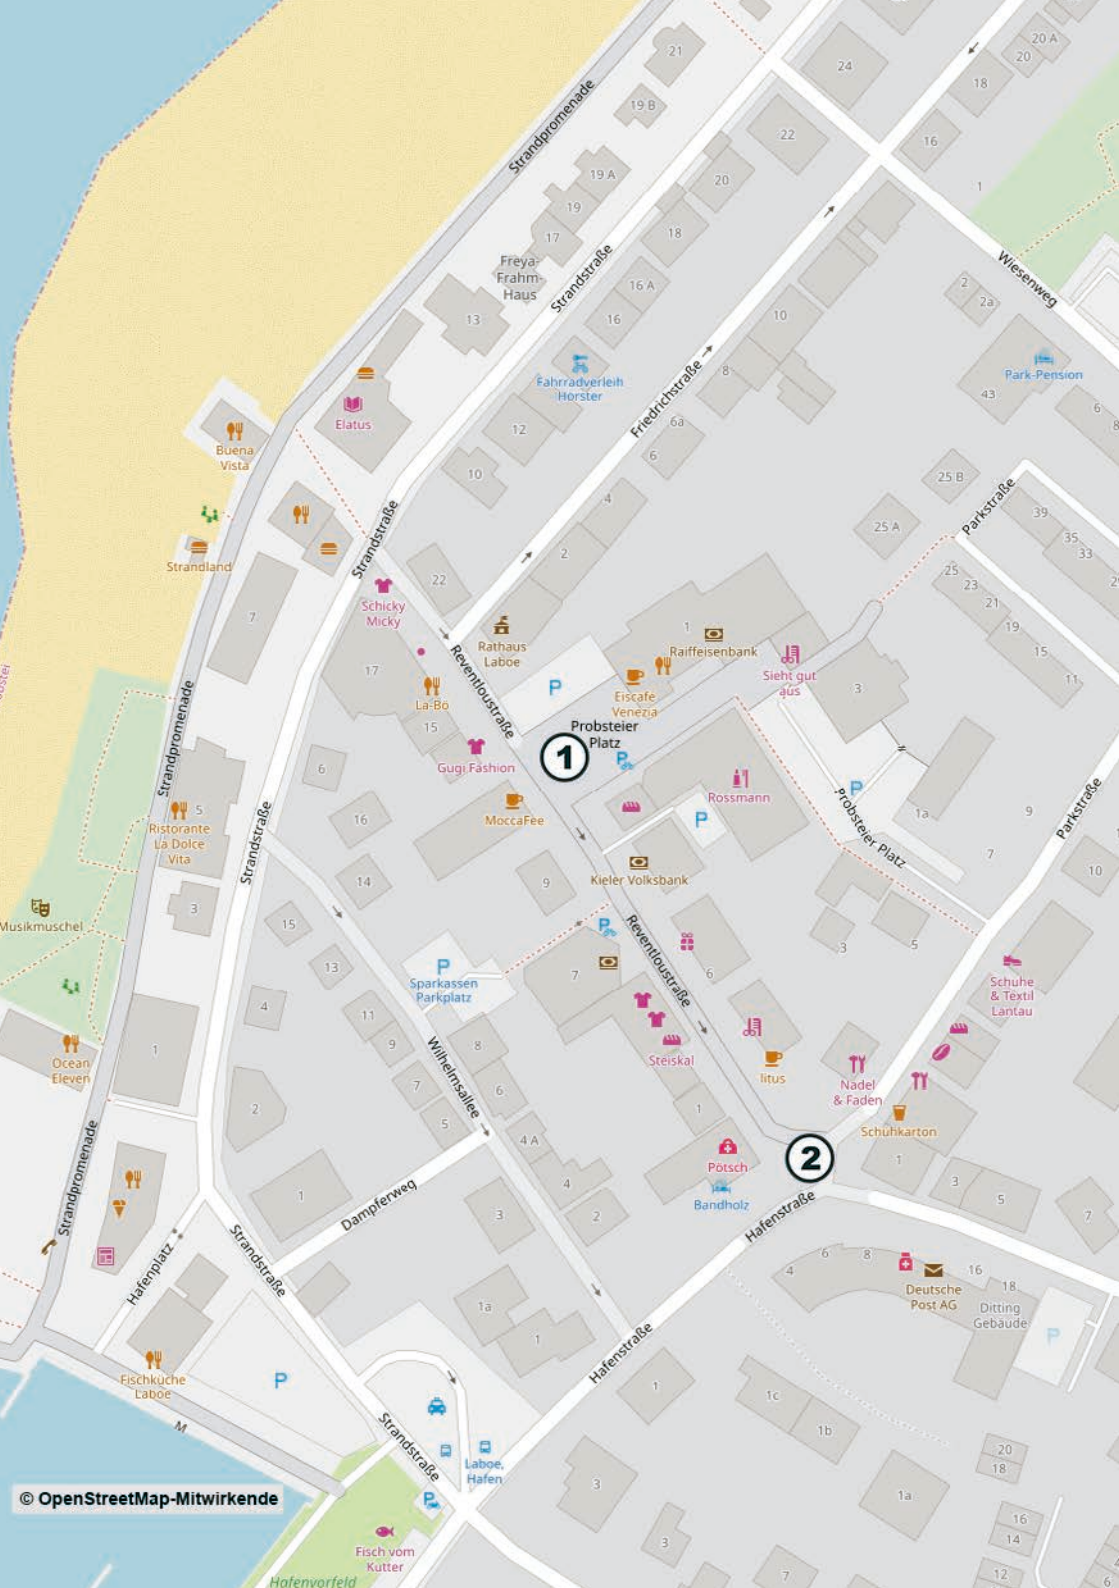 24
20 A
20
18
16
21
19 B
19 A
19
17
Strandpromenade
22
20
18
1
Freya-
Frahm-
Haus
Strandstraße
16 A
16
13
Wiesenweg
2
2a
10
8
Park-Pension
43
6
8
Fahrradverleih
Horster
Friedrichstraße
12
10
6a
6
4
2
Elatus
Buena
Vista
Strandland
Strandstraße
25 B
25 A
Parkstraße
39
35
33
25
23
21
19
15
11
7
22
Schicky
Micky
17
La-Bo
15
Gugi Fashion
MoccaFee
Rathaus
Laboe
Reventloustraße
P
1
Raiffeisenbank
Eiscafé
Venezia
Sieht gut
aus
3
Probsteier
Platz
1
P
Rossmann
P
P
Probsteier Platz
1a
9
7
Parkstraße
10
Strandpromenade
5
Ristorante
La Dolce
Vita
Strandstraße
6
16
14
9
Kieler Volksbank
3
Musikmuschel
15
13
P
Sparkassen
Parkplatz
P
7
Reventloustraße
6
3
5
Schuhe
& Textil
Lantau
Ocean
Eleven
1
4
11
9
7
5
8
6
4 A
4
2
Wilhelmsallee
Steiskal
litus
Nadel
& Faden
Schuhkarton
2
1
Pötsch
Bandholz
2
1
3
5
7
Strandpromenade
Dampferweg
1
3
Hafenstraße
Hafenplatz
Strandstraße
4
6
8
16
18
Deutsche
Post AG
Ditting
Gebäude
P
1a
1
Fischküche
Laboe
P
M
Hafenstraße
1
1c
1b
Strandstraße
Laboe,
Hafen
P
3
20
18
1a
16
14
12
3
7
4
6
© OpenStreetMap-Mitwirkende
Fisch vom
Kutter
Hafenvorfeld